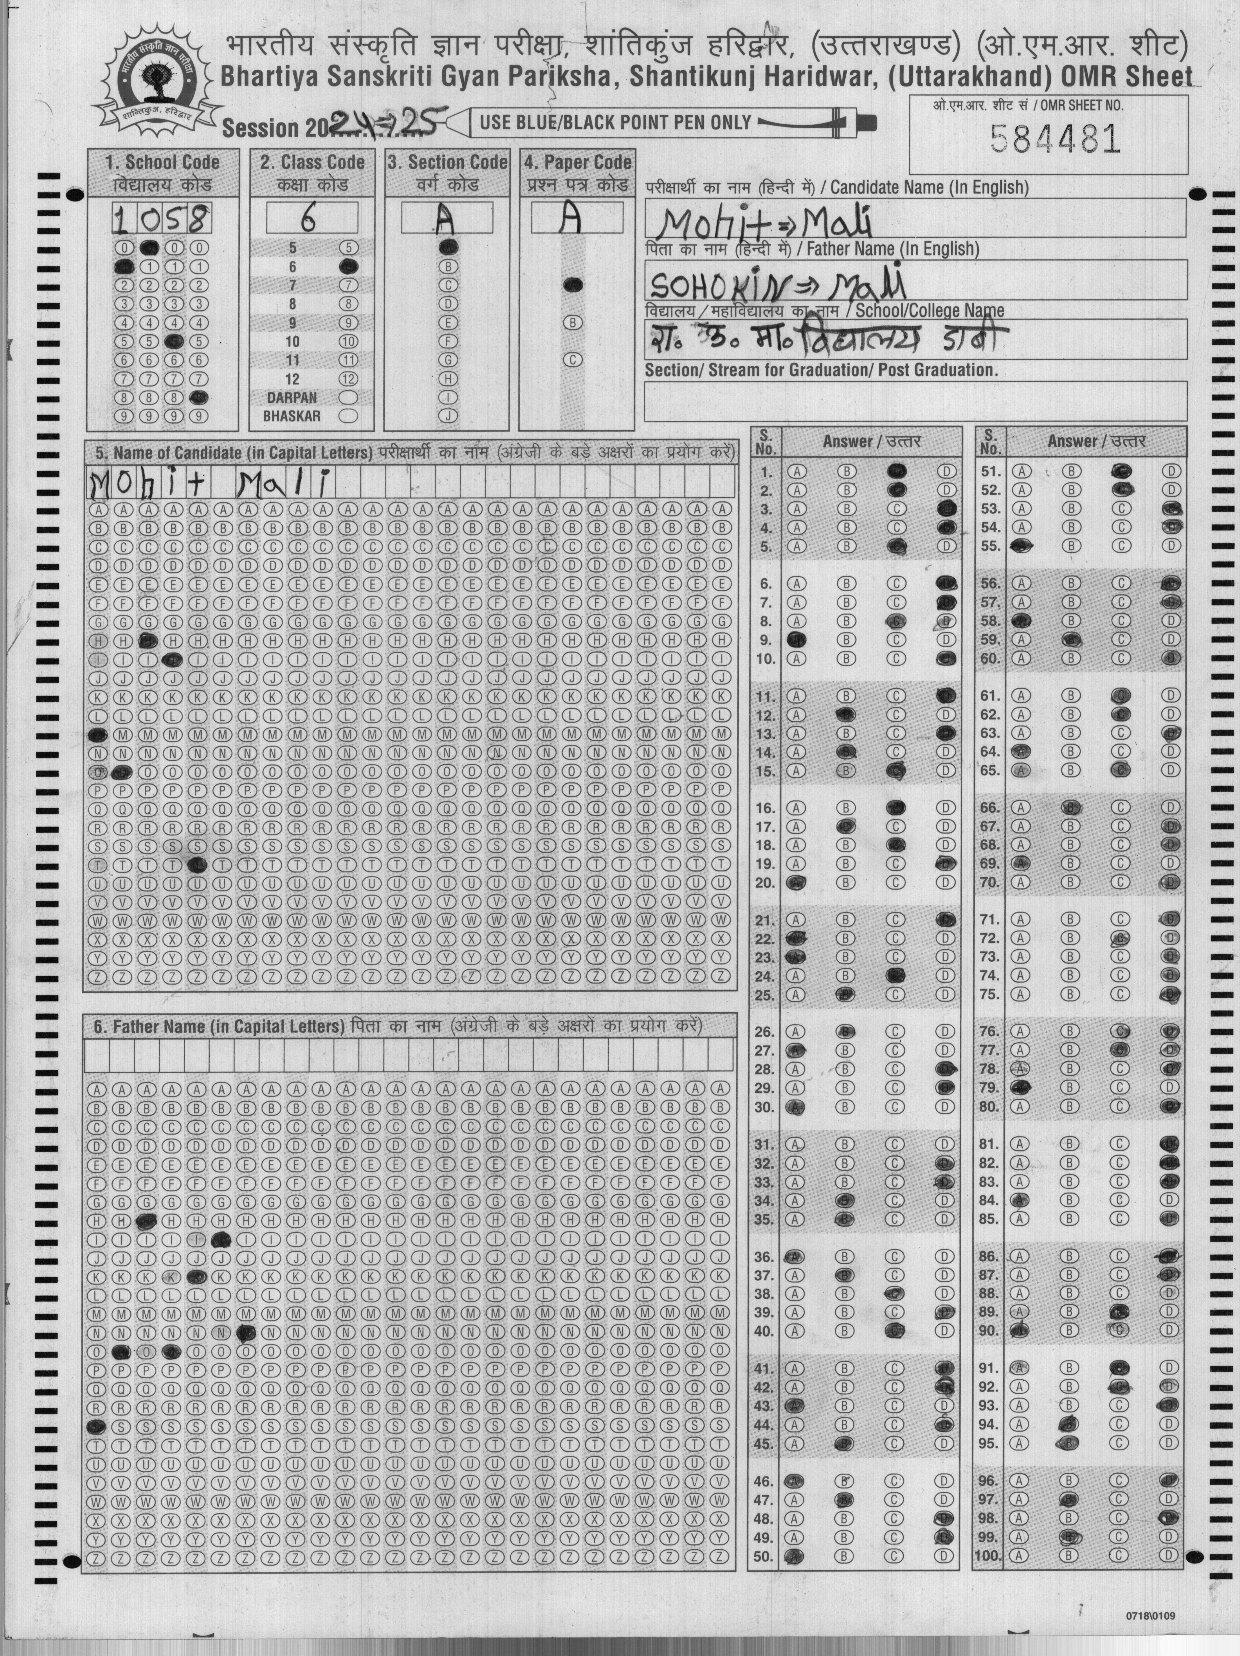 भारतीय संस्कृति ज्ञान परीक्षा, शांतिकुंज हरिद्वार, (उत्तराखण्ड) (ओ.एम.आर. शीट)
Bhartiya Sanskriti Gyan Pariksha, Shantikunj Haridwar, (Uttarakhand) OMR Sheet
Session 20 24⇒25 USE BLUE/BLACK POINT PEN ONLY
ओ.एम.आर. शीट सं / OMR SHEET NO.
584481
1. School Code
विद्यालय कोड
1058
2. Class Code
कक्षा कोड
6
5
6
7
8
9
10
11
12
DARPAN
BHASKAR
3. Section Code
वर्ग कोड
A
4. Paper Code
प्रश्न पत्र कोड
A
परीक्षार्थी का नाम (हिन्दी में) / Candidate Name (In English)
Mohit⇒Mali
पिता का नाम (हिन्दी में) / Father Name (In English)
SOHOKIN⇒Mali
विद्यालय / महाविद्यालय का नाम / School/College Name
रा. उ. मा. विद्यालय डाबी
Section/ Stream for Graduation/ Post Graduation.
5. Name of Candidate (in Capital Letters) परीक्षार्थी का नाम (अंग्रेजी के बड़े अक्षरों का प्रयोग करें)
Mohit Mali
6. Father Name (in Capital Letters) पिता का नाम (अंग्रेजी के बड़े अक्षरों का प्रयोग करें)
S. No. Answer / उत्तर
S. No. Answer / उत्तर
0718\0109